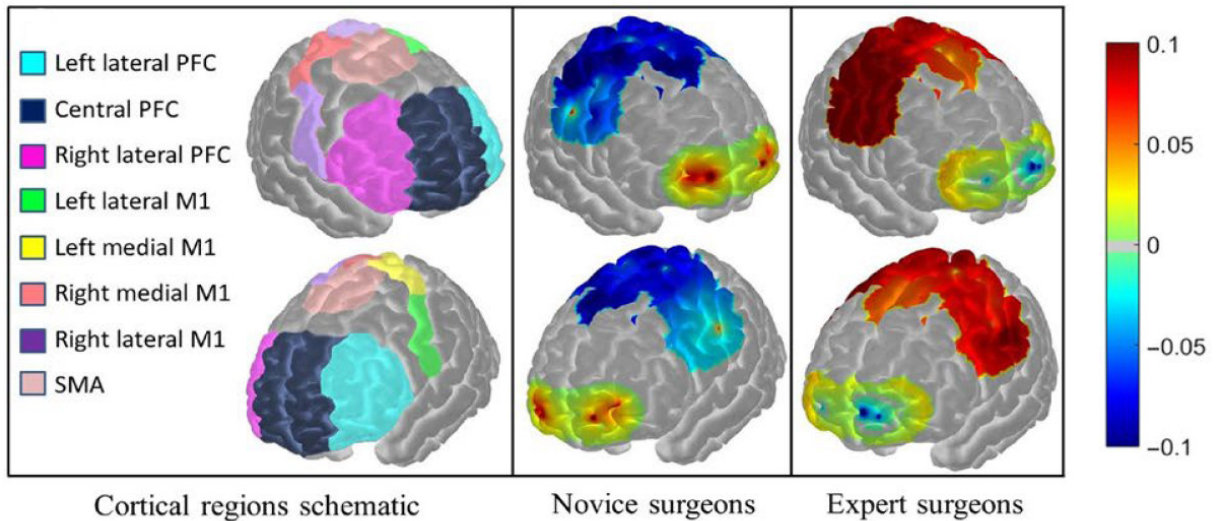 Left lateral PFC
Central PFC
Right lateral PFC
Left lateral M1
Left medial M1
Right medial M1
Right lateral M1
SMA
0.1
0.05
0
-0.05
-0.1
Cortical regions schematic
Novice surgeons
Expert surgeons